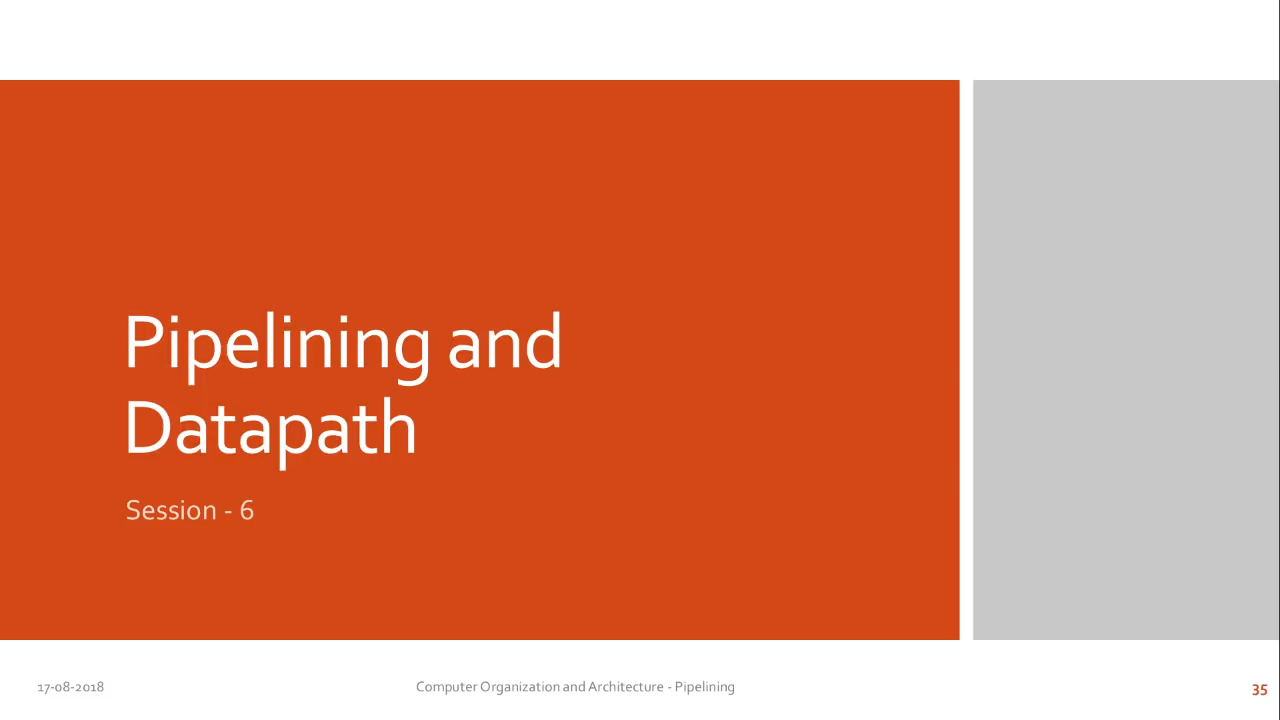 Pipelining and
Datapath
Session - 6
17-08-2018
Computer Organization and Architecture - Pipelining
35